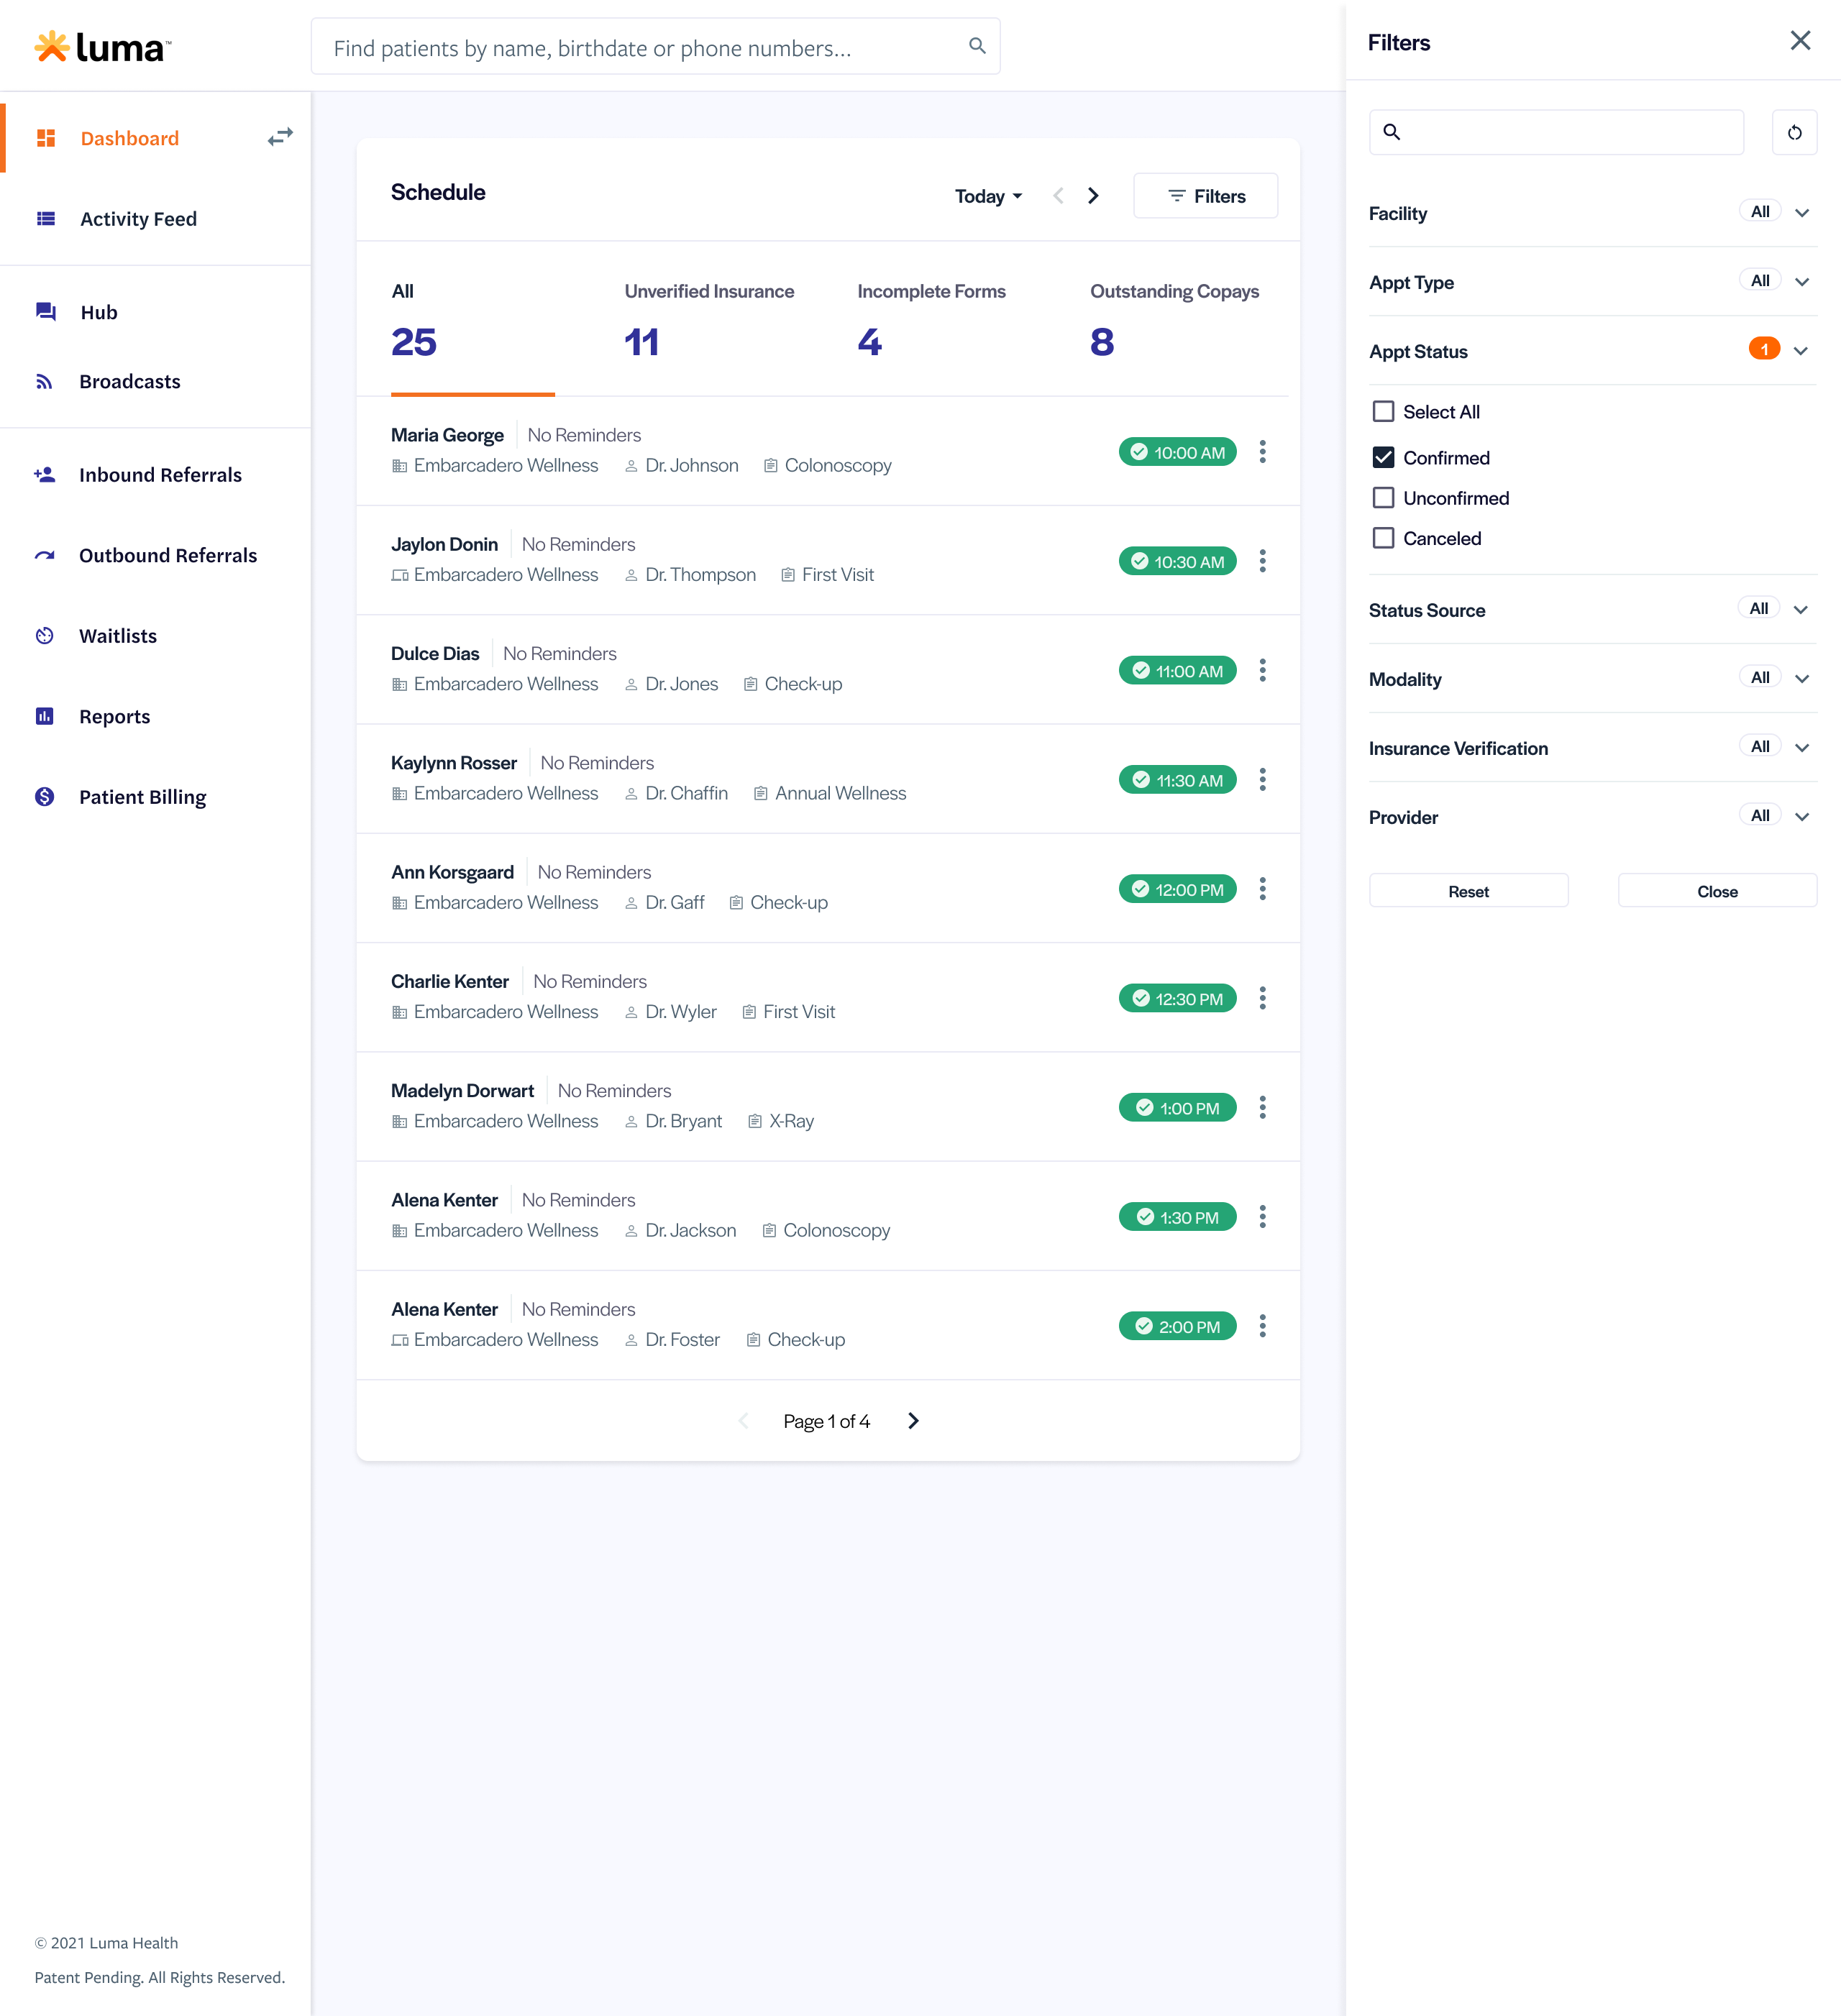 luma™
Find patients by name, birthdate or phone numbers...
Dashboard
Activity Feed
Hub
Broadcasts
Inbound Referrals
Outbound Referrals
Waitlists
Reports
Patient Billing
© 2021 Luma Health
Patent Pending. All Rights Reserved.
Schedule
Today
Filters
All
25
Unverified Insurance
11
Incomplete Forms
4
Outstanding Copays
8
Maria George No Reminders
Embarcadero Wellness Dr. Johnson Colonoscopy
10:00 AM
Jaylon Donin No Reminders
Embarcadero Wellness Dr. Thompson First Visit
10:30 AM
Dulce Dias No Reminders
Embarcadero Wellness Dr. Jones Check-up
11:00 AM
Kaylynn Rosser No Reminders
Embarcadero Wellness Dr. Chaffin Annual Wellness
11:30 AM
Ann Korsgaard No Reminders
Embarcadero Wellness Dr. Gaff Check-up
12:00 PM
Charlie Kenter No Reminders
Embarcadero Wellness Dr. Wyler First Visit
12:30 PM
Madelyn Dorwart No Reminders
Embarcadero Wellness Dr. Bryant X-Ray
1:00 PM
Alena Kenter No Reminders
Embarcadero Wellness Dr. Jackson Colonoscopy
1:30 PM
Alena Kenter No Reminders
Embarcadero Wellness Dr. Foster Check-up
2:00 PM
Page 1 of 4
Filters
Facility All
Appt Type All
Appt Status 1
Select All
Confirmed
Unconfirmed
Canceled
Status Source All
Modality All
Insurance Verification All
Provider All
Reset
Close